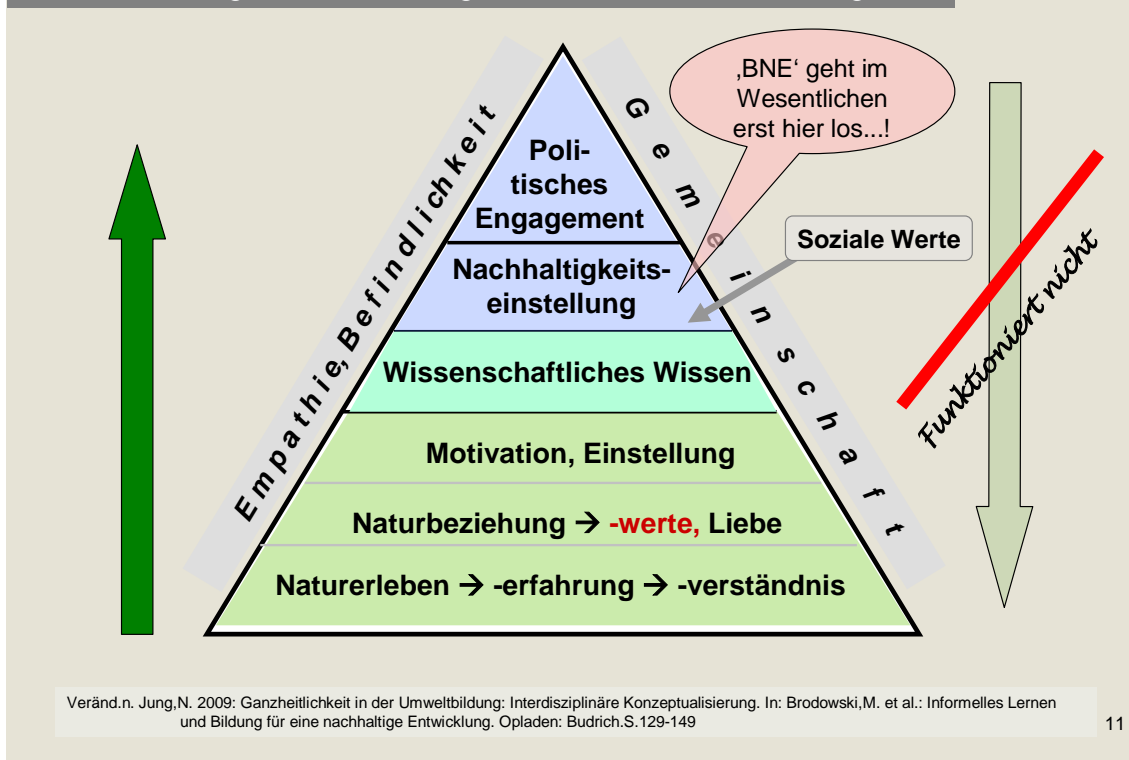 ‚BNE‘ geht im
Wesentlichen
erst hier los...!
Empathie, Befindlichkeit
Gemeinschaft
Poli-
tisches
Engagement
Soziale Werte
Nachhaltigkeits-
einstellung
Funktioniert nicht
Wissenschaftliches Wissen
Motivation, Einstellung
Naturbeziehung → -werte, Liebe
Naturerleben → -erfahrung → -verständnis
Veränd.n. Jung,N. 2009: Ganzheitlichkeit in der Umweltbildung: Interdisziplinäre Konzeptualisierung. In: Brodowski,M. et al.: Informelles Lernen
und Bildung für eine nachhaltige Entwicklung. Opladen: Budrich.S.129-149
11